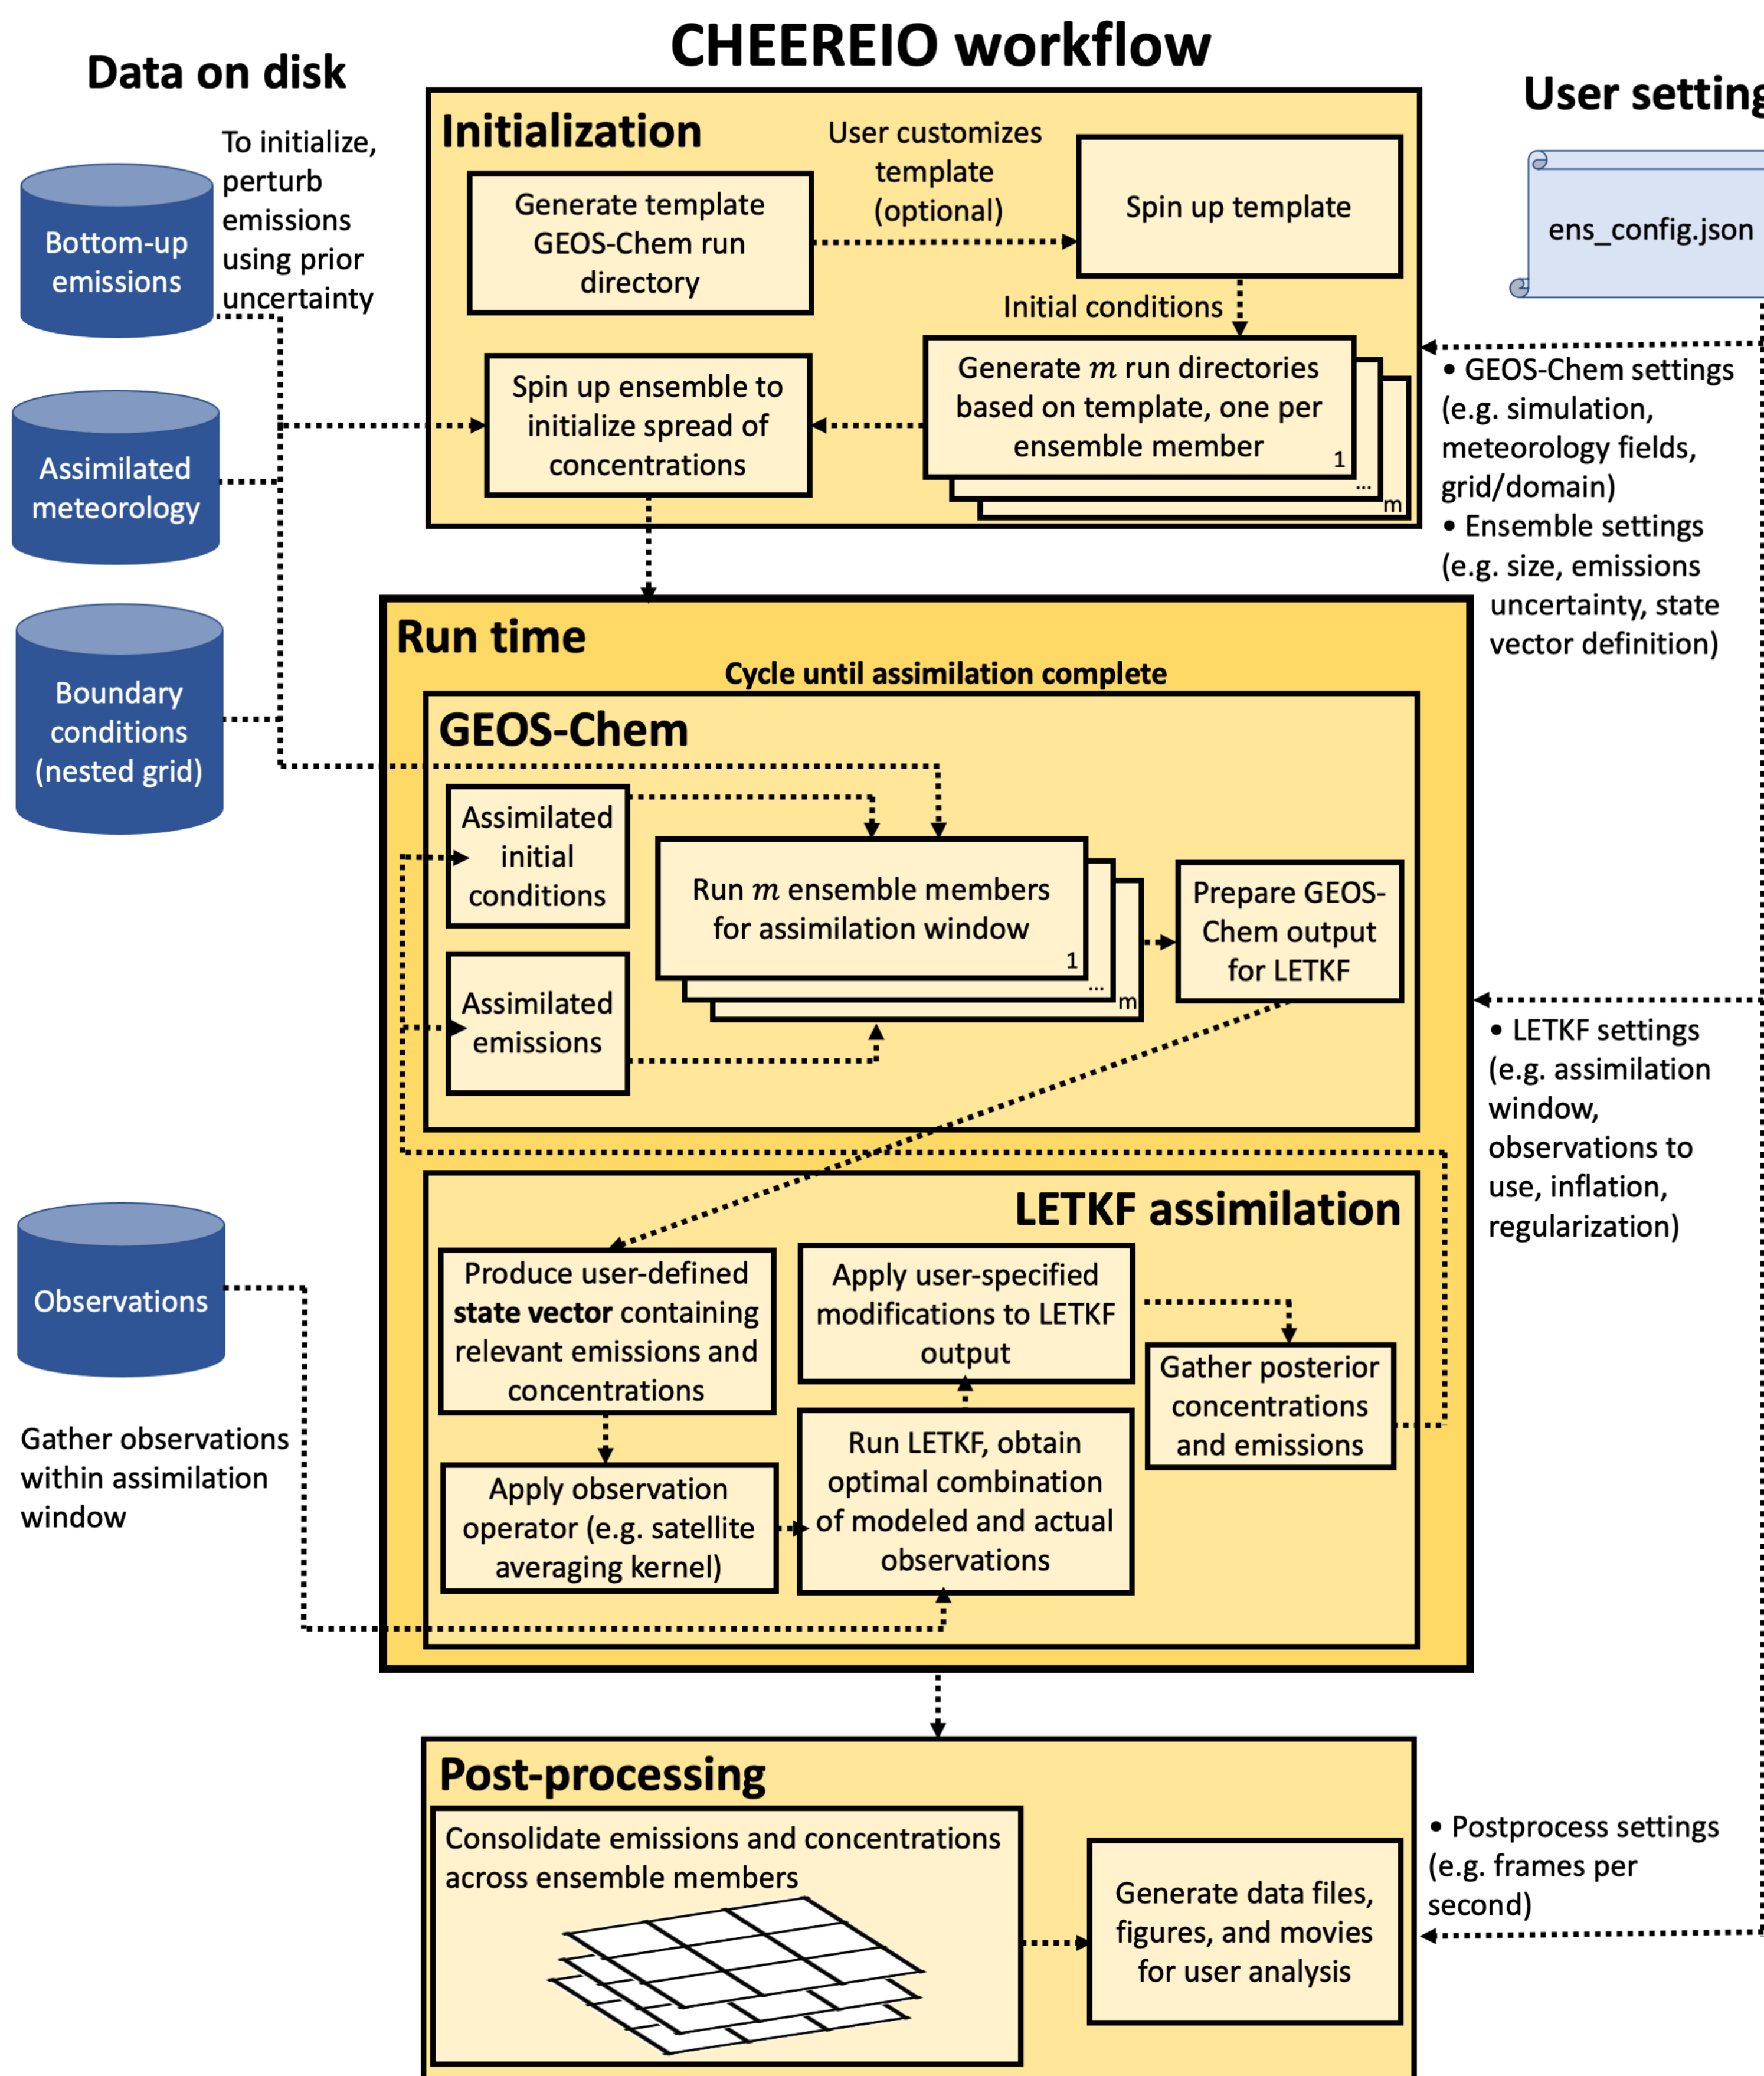 CHEEREIO workflow
Data on disk
To initialize,
perturb
emissions
using prior
uncertainty
Bottom-up
emissions
Assimilated
meteorology
Boundary
conditions
(nested grid)
Observations
Gather observations
within assimilation
window
Initialization
Generate template
GEOS-Chem run
directory
User customizes
template
(optional)
Spin up template
Initial conditions
Generate m run directories
based on template, one per
ensemble member
1
...
m
Spin up ensemble to
initialize spread of
concentrations
Run time
Cycle until assimilation complete
GEOS-Chem
Assimilated
initial
conditions
Assimilated
emissions
Run m ensemble members
for assimilation window
1
...
m
Prepare GEOS-
Chem output
for LETKF
LETKF assimilation
Produce user-defined
state vector containing
relevant emissions and
concentrations
Apply observation
operator (e.g. satellite
averaging kernel)
Run LETKF, obtain
optimal combination
of modeled and actual
observations
Apply user-specified
modifications to LETKF
output
Gather posterior
concentrations
and emissions
Post-processing
Consolidate emissions and concentrations
across ensemble members
Generate data files,
figures, and movies
for user analysis
User setting
ens_config.json
• GEOS-Chem settings
(e.g. simulation,
meteorology fields,
grid/domain)
• Ensemble settings
(e.g. size, emissions
uncertainty, state
vector definition)
• LETKF settings
(e.g. assimilation
window,
observations to
use, inflation,
regularization)
• Postprocess settings
(e.g. frames per
second)